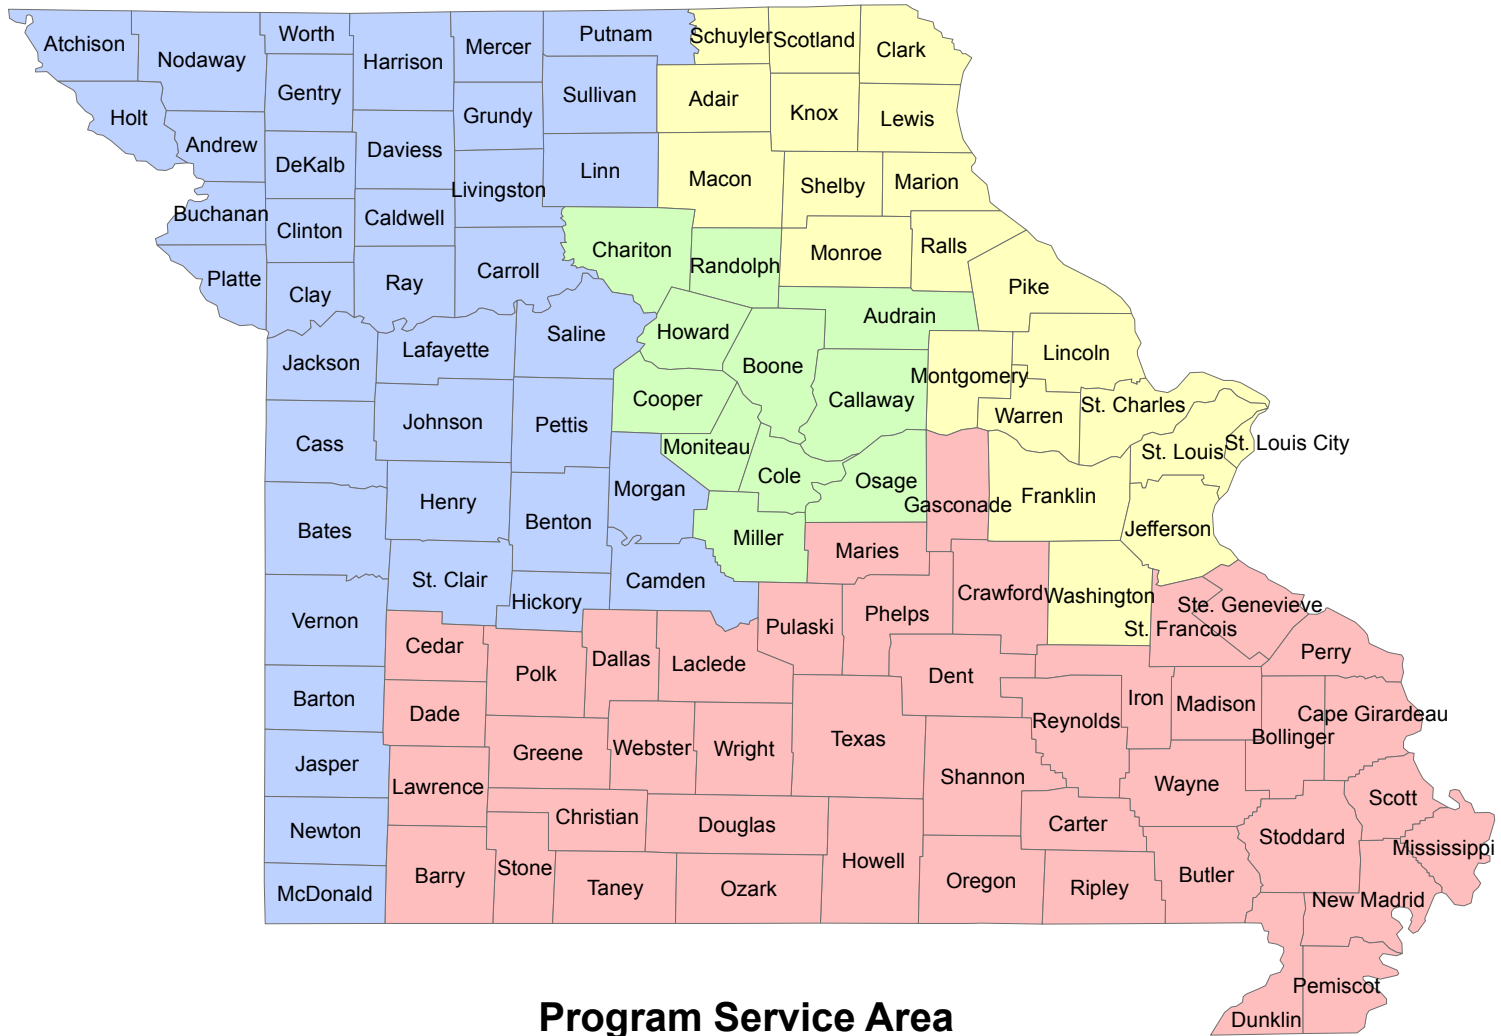 Atchison
Nodaway
Worth
Harrison
Mercer
Putnam
Schuyler
Scotland
Clark
Holt
Gentry
Grundy
Sullivan
Adair
Knox
Lewis
Andrew
DeKalb
Daviess
Livingston
Linn
Macon
Shelby
Marion
Buchanan
Clinton
Caldwell
Chariton
Randolph
Monroe
Ralls
Platte
Clay
Ray
Carroll
Pike
Audrain
Jackson
Lafayette
Saline
Howard
Boone
Lincoln
Montgomery
Cooper
Callaway
Warren
St. Charles
Cass
Johnson
Pettis
Moniteau
Cole
St. Louis
St. Louis City
Morgan
Osage
Gasconade
Franklin
Henry
Benton
Bates
Miller
Maries
Jefferson
St. Clair
Hickory
Camden
Crawford
Washington
Ste. Genevieve
Vernon
Pulaski
Phelps
St. Francois
Cedar
Polk
Dallas
Laclede
Dent
Perry
Barton
Dade
Iron
Madison
Reynolds
Cape Girardeau
Bollinger
Greene
Webster
Wright
Texas
Jasper
Lawrence
Shannon
Wayne
Scott
Christian
Douglas
Carter
Newton
Stoddard
Mississippi
Barry
Stone
Taney
Ozark
Howell
Oregon
Ripley
Butler
McDonald
New Madrid
Pemiscot
Dunklin
Program Service Area